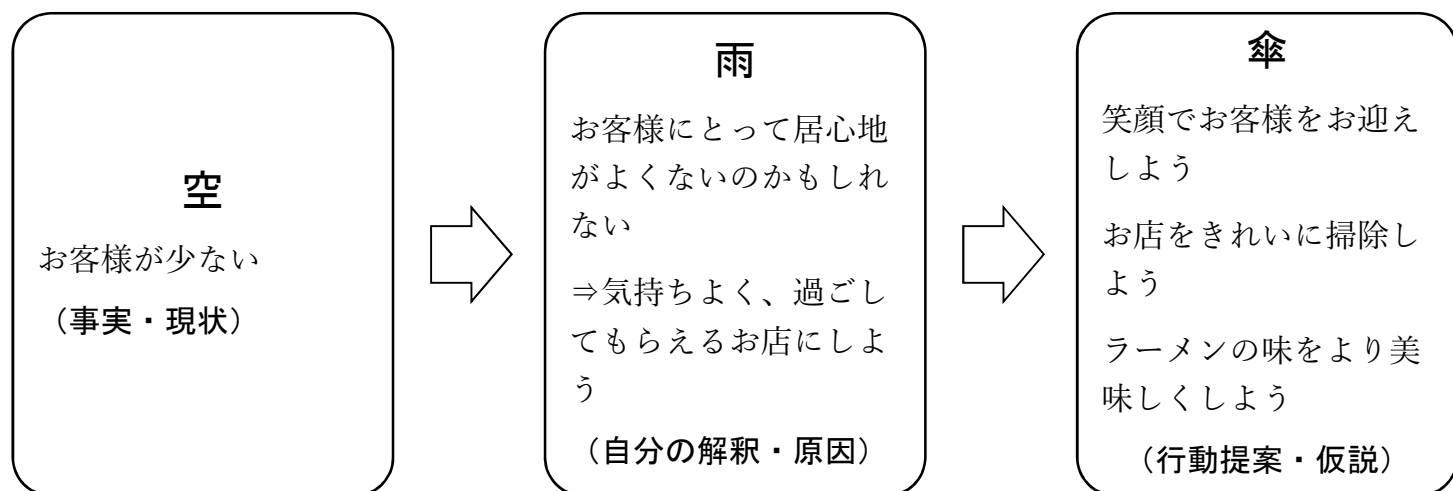 空
お客様が少ない
（事実・現状）
雨
お客様にとって居心地
がよくないのかもしれ
ない
⇒気持ちよく、過ごし
てもらえるお店にしよ
う
（自分の解釈・原因）
傘
笑顔でお客様をお迎え
しよう
お店をきれいに掃除し
よう
ラーメンの味をより美
味しくしよう
（行動提案・仮説）